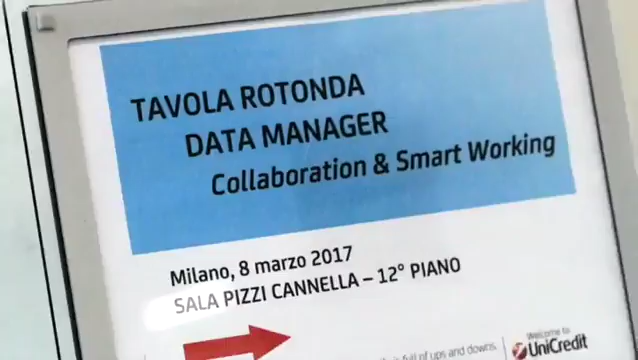 TAVOLA ROTONDA
DATA MANAGER
Collaboration & Smart Working
Milano, 8 marzo 2017
SALA PIZZI CANNELLA – 12° PIANO
is full of ups and downs.
Welcome to
UniCredit